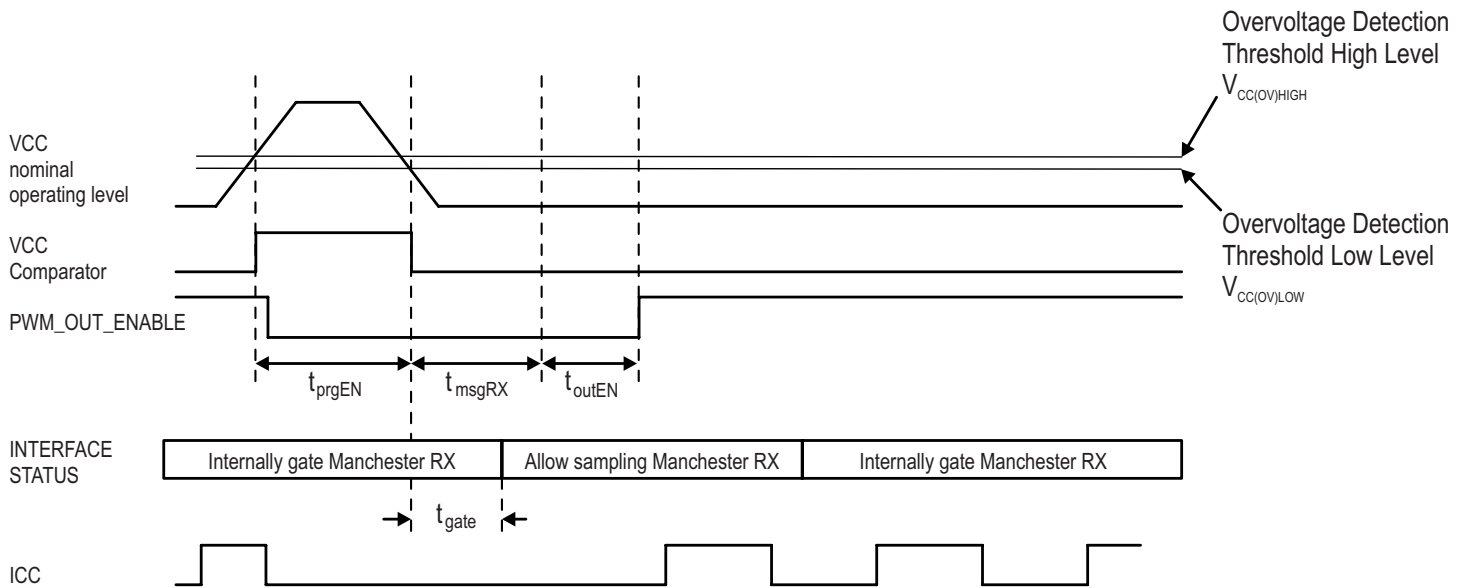 Overvoltage Detection
Threshold High Level
VCC(OV)HIGH
VCC
nominal
operating level
Overvoltage Detection
Threshold Low Level
VCC(OV)LOW
VCC
Comparator
PWM_OUT_ENABLE
tprgEN
tmsgRX
toutEN
INTERFACE
STATUS
Internally gate Manchester RX
Allow sampling Manchester RX
Internally gate Manchester RX
tgate
ICC